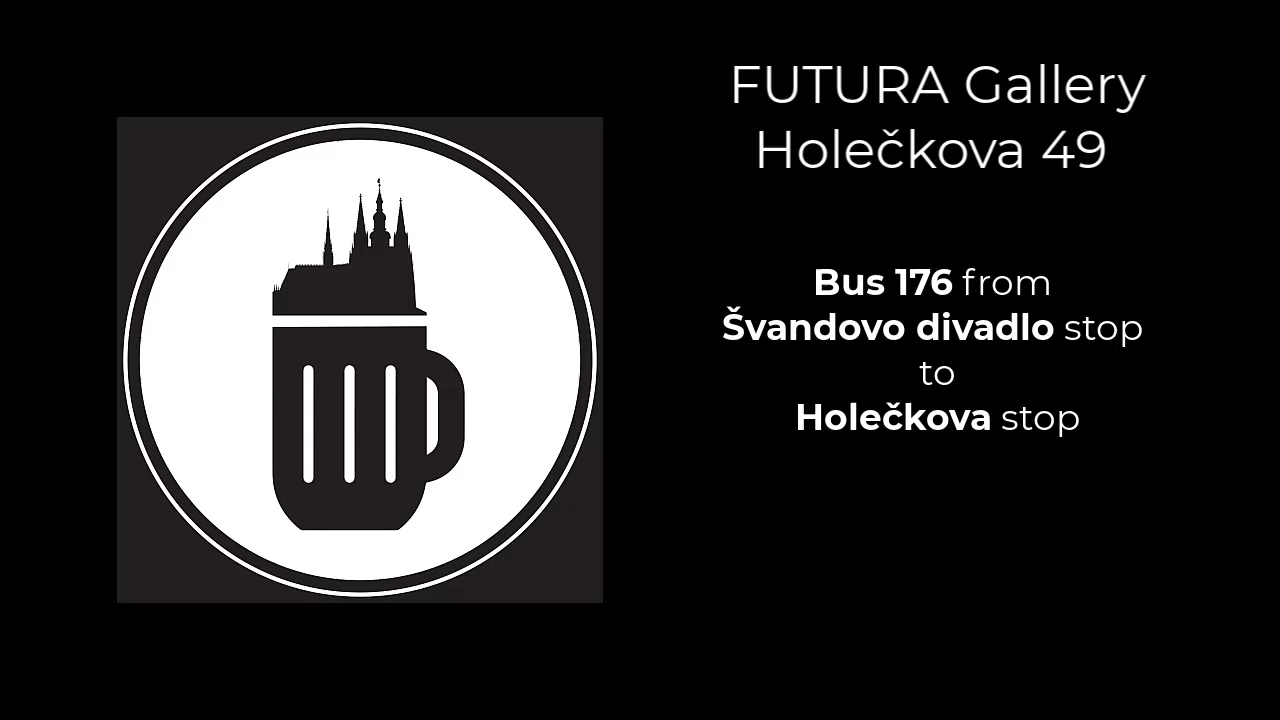 FUTURA Gallery
Holečkova 49
Bus 176 from
Švandovo divadlo stop
to
Holečkova stop